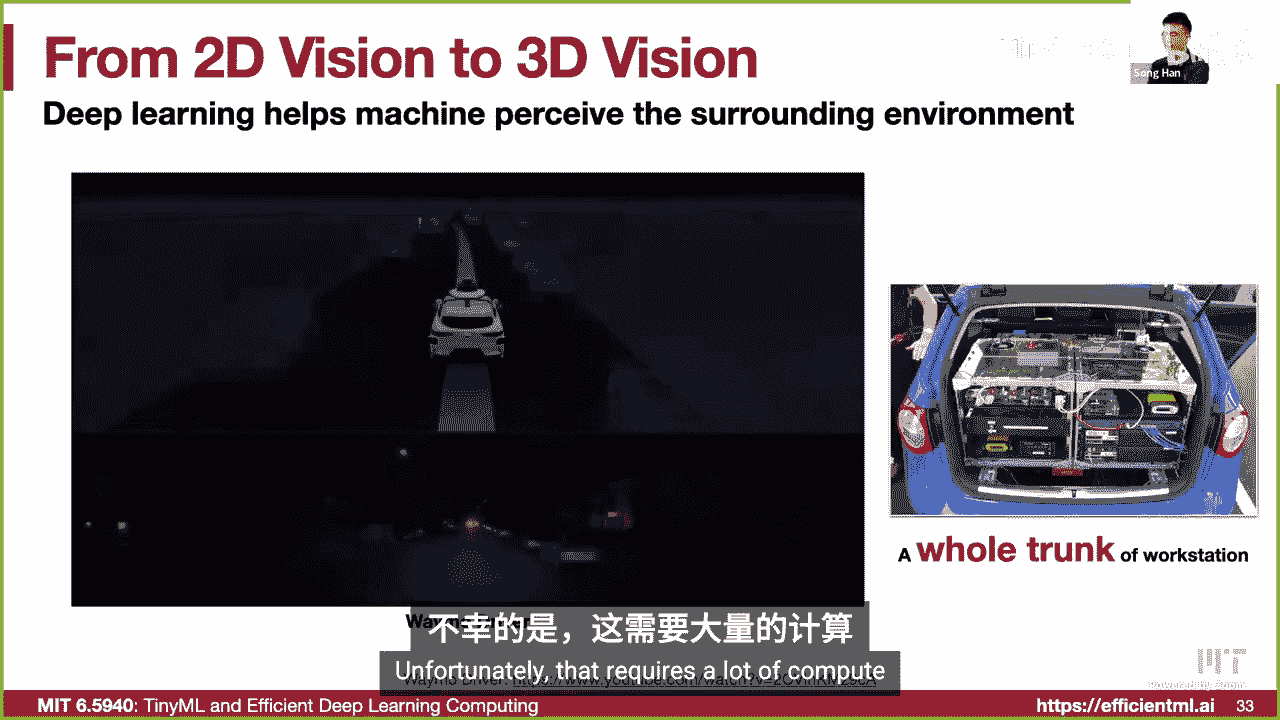 From 2D Vision to 3D Vision
Song Han
Deep learning helps machine perceive the surrounding environment
A whole trunk of workstation
不幸的是，这需要大量的计算
Unfortunately, that requires a lot of compute
MIT
MIT 6.5940: TinyML and Efficient Deep Learning Computing
https://efficientml.ai
33